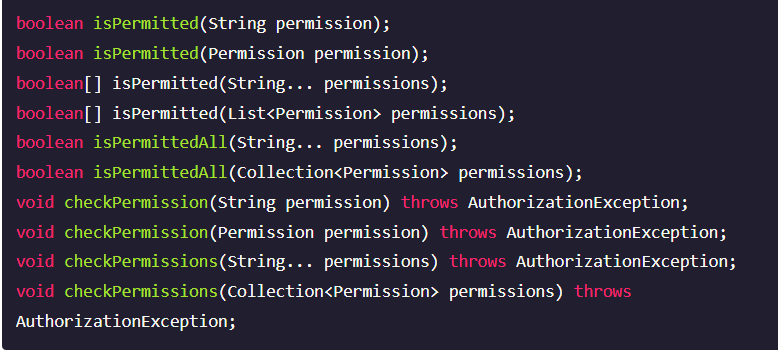 boolean isPermitted(String permission);
boolean isPermitted(Permission permission);
boolean[] isPermitted(String... permissions);
boolean[] isPermitted(List<Permission> permissions);
boolean isPermittedAll(String... permissions);
boolean isPermittedAll(Collection<Permission> permissions);
void checkPermission(String permission) throws AuthorizationException;
void checkPermission(Permission permission) throws AuthorizationException;
void checkPermissions(String... permissions) throws AuthorizationException;
void checkPermissions(Collection<Permission> permissions) throws
AuthorizationException;